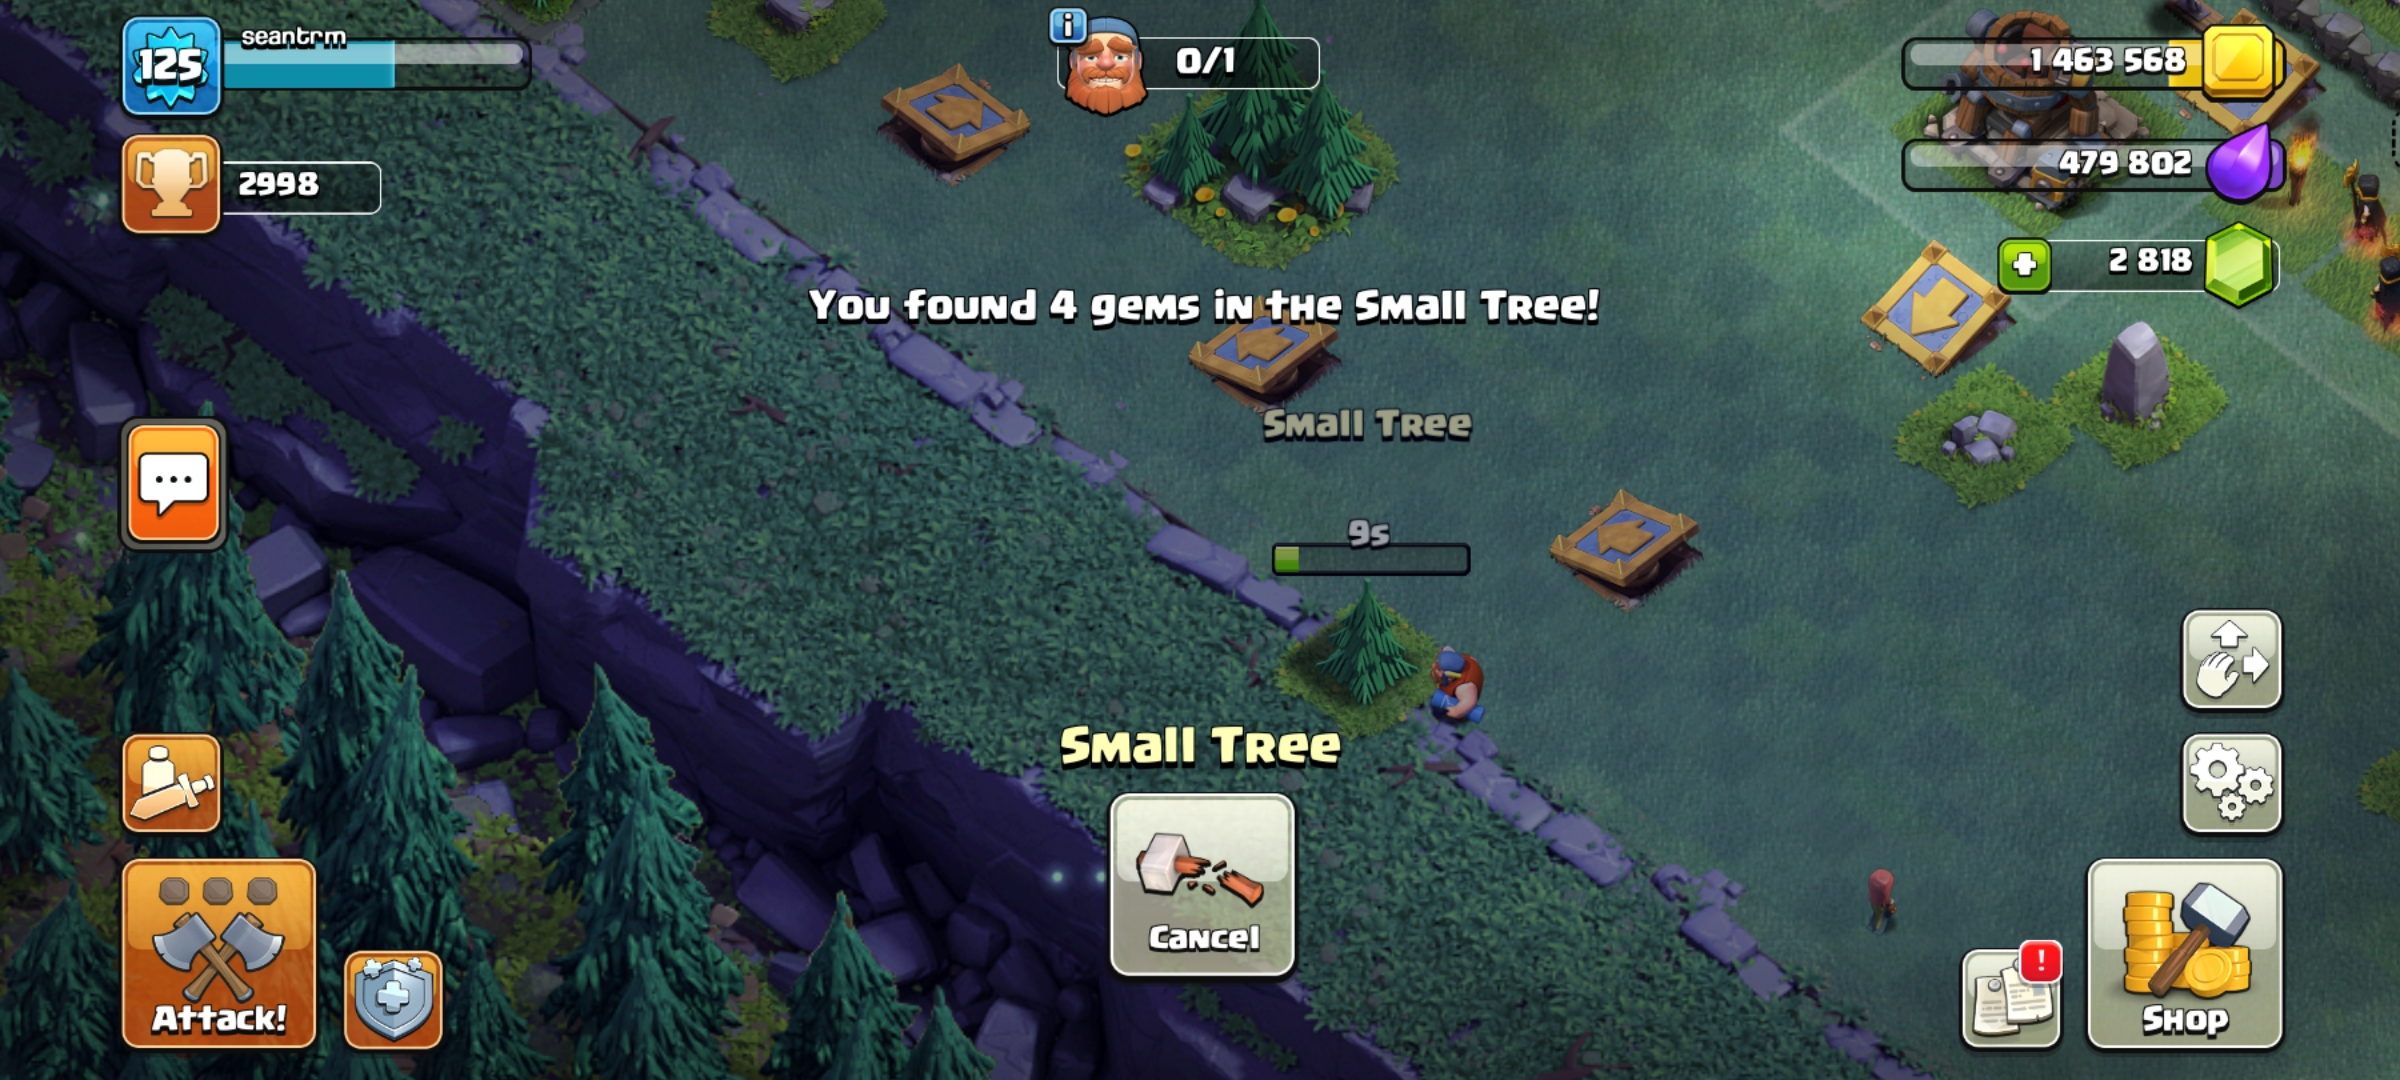 125
seantrm
i
0/1
1 463 568
479 802
2998
2 818
You found 4 gems in the Small Tree!
Small Tree
9s
Small Tree
Cancel
Attack!
!
Shop